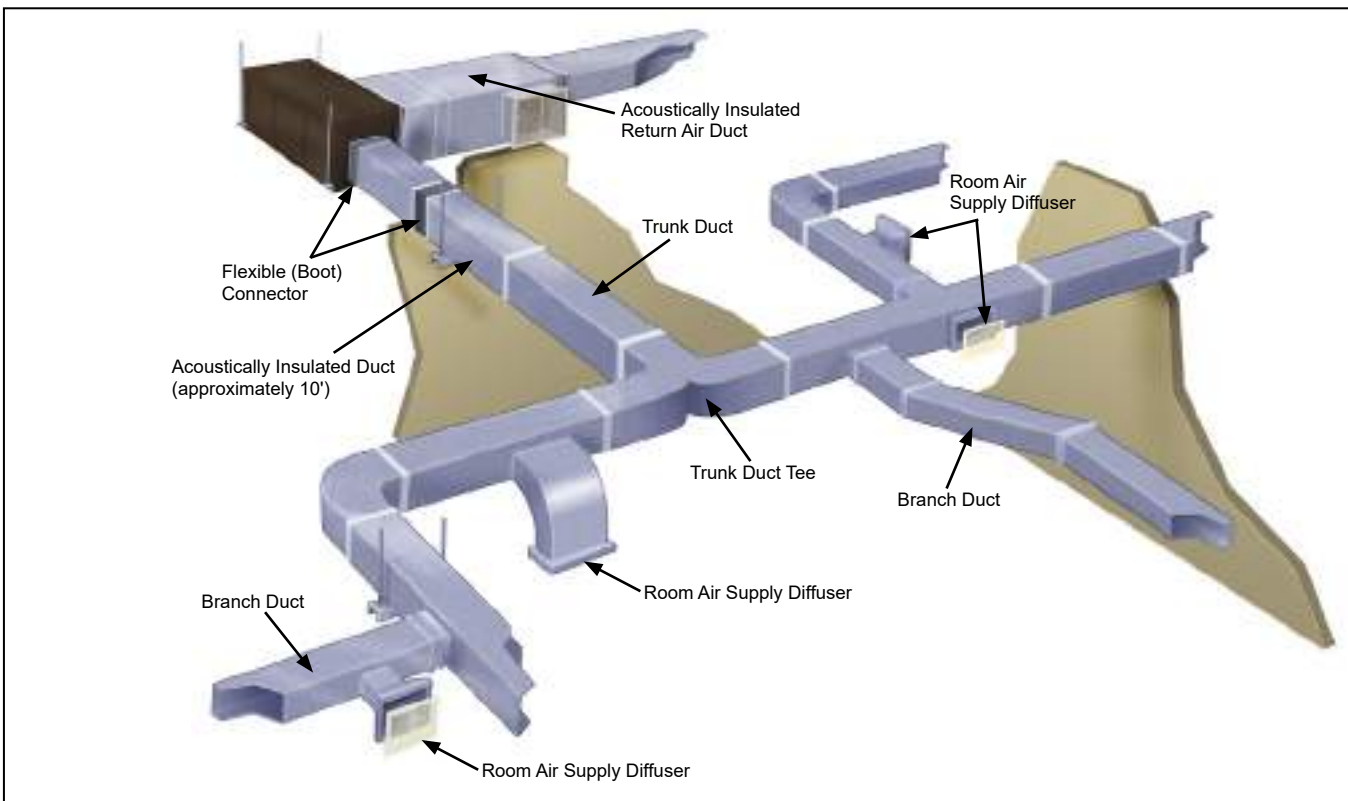 Acoustically Insulated
Return Air Duct
Room Air
Supply Diffuser
Trunk Duct
Flexible (Boot)
Connector
Acoustically Insulated Duct
(approximately 10')
Trunk Duct Tee
Branch Duct
Room Air Supply Diffuser
Branch Duct
Room Air Supply Diffuser